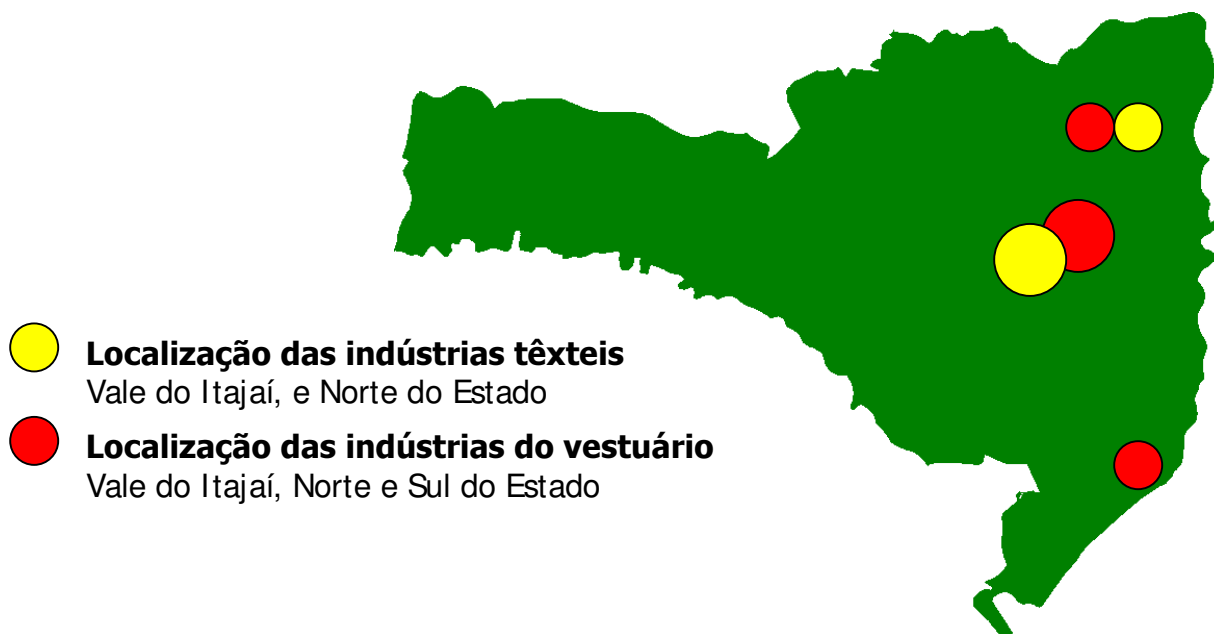 Localização das indústrias têxteis
Vale do Itajaí, e Norte do Estado
Localização das indústrias do vestuário
Vale do Itajaí, Norte e Sul do Estado